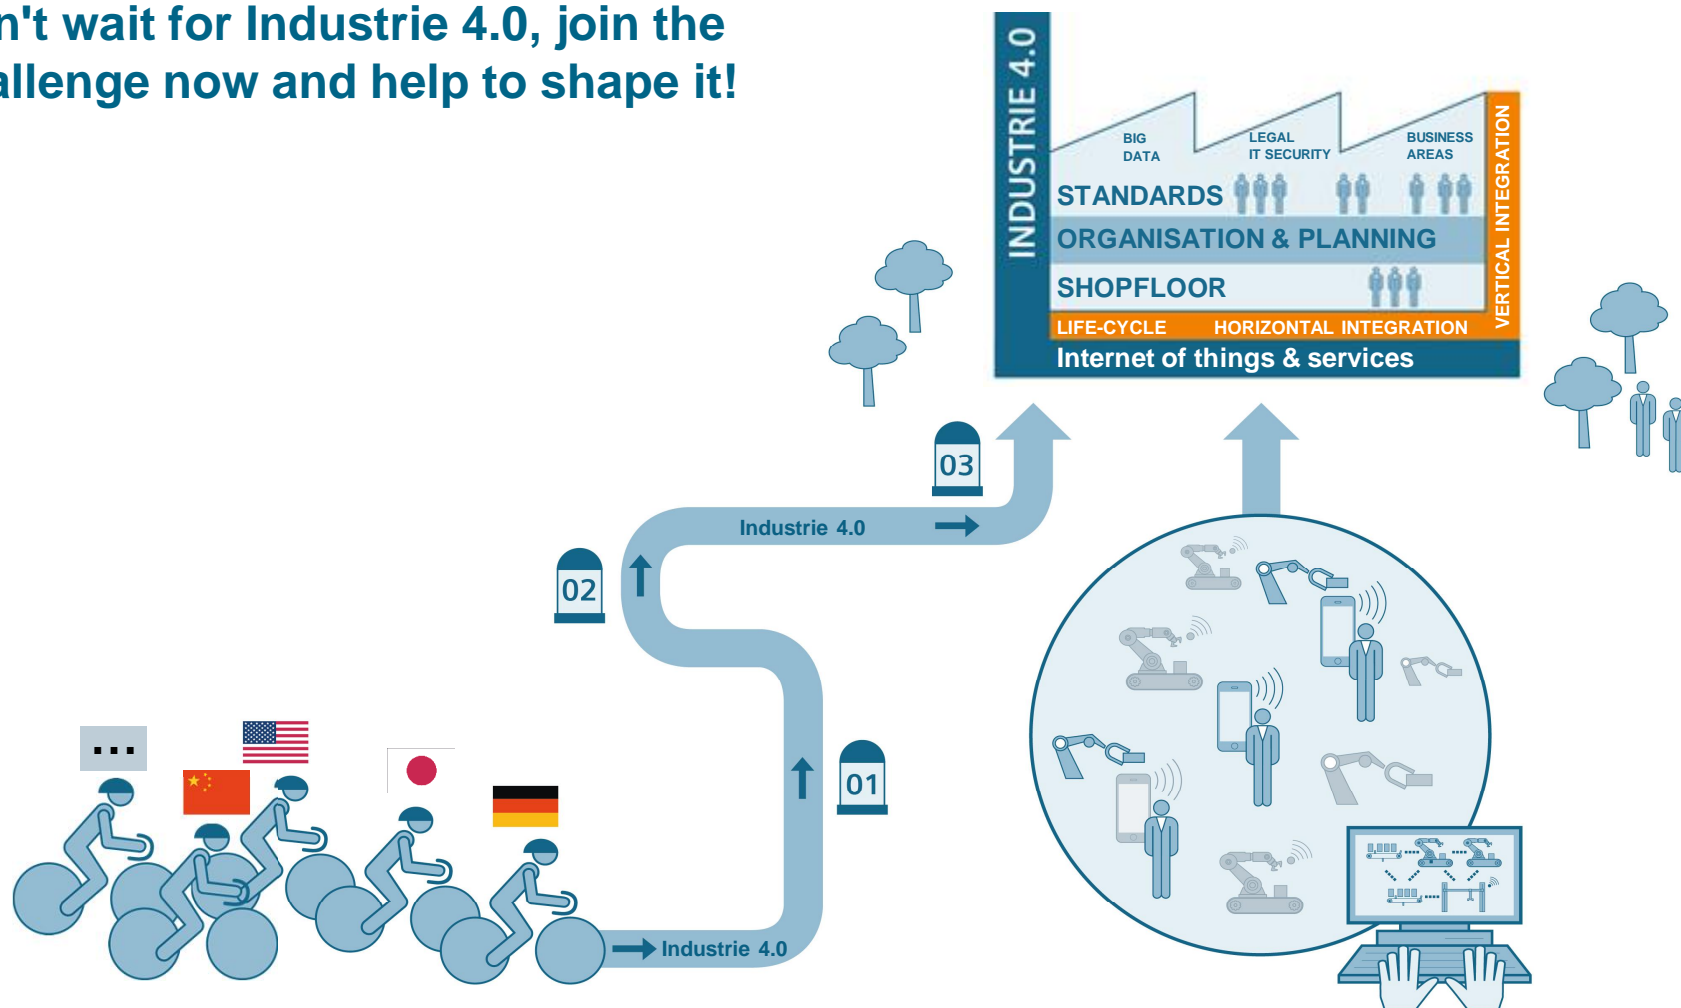 n't wait for Industrie 4.0, join the
allenge now and help to shape it!
INDUSTRIE 4.0
BIG
DATA
LEGAL
IT SECURITY
BUSINESS
AREAS
STANDARDS
ORGANISATION & PLANNING
SHOPFLOOR
LIFE-CYCLE HORIZONTAL INTEGRATION
VERTICAL INTEGRATION
Internet of things & services
03
Industrie 4.0
02
01
...
Industrie 4.0